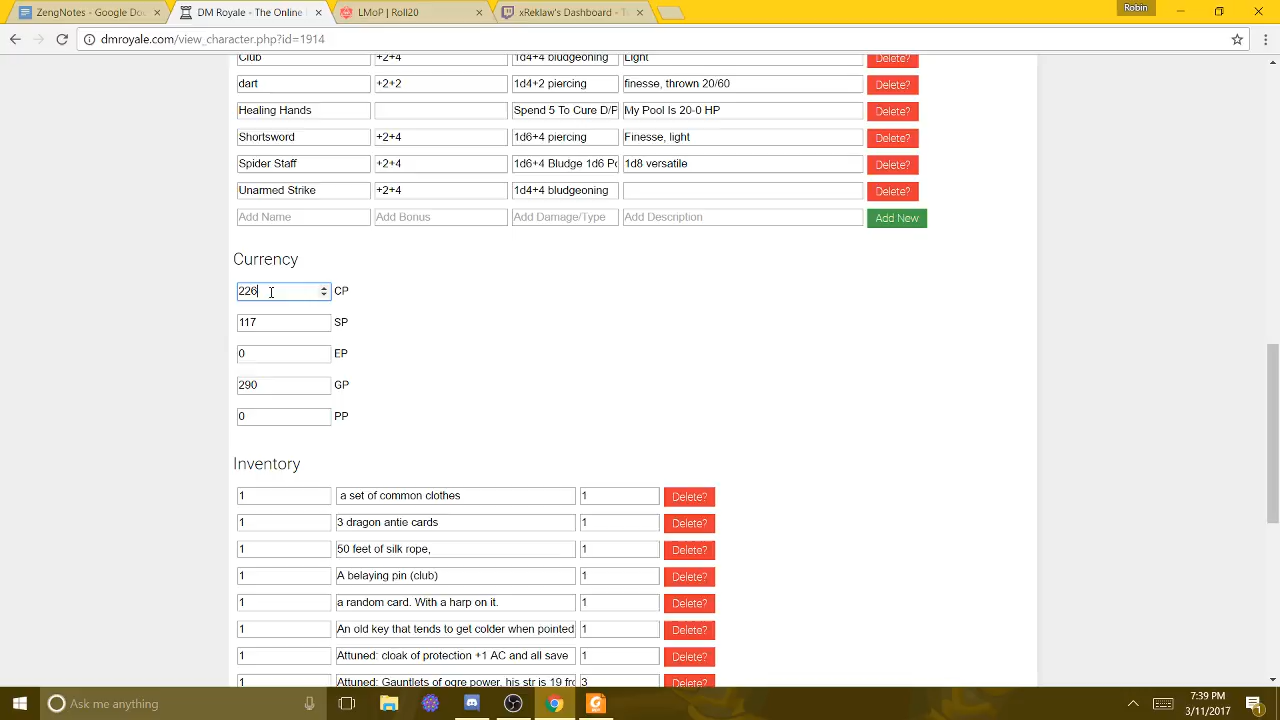 ZengNotes - Google Do
DM Royale - The Online
LMoP | Roll20
xReklaw's Dashboard - T
Robin
dmroyale.com/view_character.php?id=1914
Club +2+4 1d4+4 bludgeoning Light Delete?
dart +2+2 1d4+2 piercing finesse, thrown 20/60 Delete?
Healing Hands Spend 5 To Cure D/P My Pool Is 20-0 HP Delete?
Shortsword +2+4 1d6+4 piercing Finesse, light Delete?
Spider Staff +2+4 1d6+4 Bludge 1d6 Po 1d8 versatile Delete?
Unarmed Strike +2+4 1d4+4 bludgeoning Delete?
Add Name Add Bonus Add Damage/Type Add Description Add New
Currency
226 CP
117 SP
0 EP
290 GP
0 PP
Inventory
1 a set of common clothes 1 Delete?
1 3 dragon antie cards 1 Delete?
1 50 feet of silk rope, 1 Delete?
1 A belaying pin (club) 1 Delete?
1 a random card. With a harp on it. 1 Delete?
1 An old key that tends to get colder when pointed 1 Delete?
1 Attuned: cloak of protection +1 AC and all save 1 Delete?
1 Attuned: Gauntlets of ogre power, his str is 19 fro 3 Delete?
Ask me anything
7:39 PM
3/11/2017
1